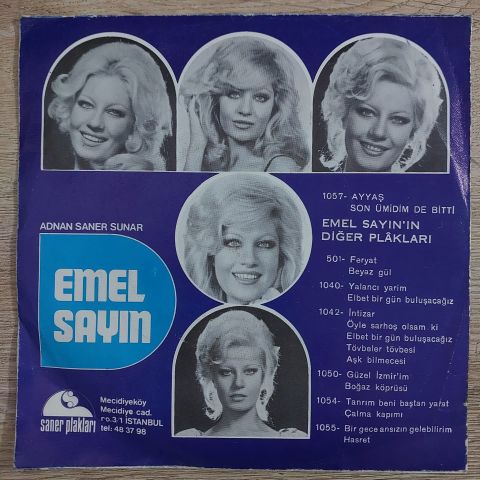 1057- AYYAŞ
SON ÜMİDİM DE BİTTİ
EMEL SAYIN'IN
DİĞER PLÂKLARI
501- Feryat
Beyaz gül
1040- Yalancı yarim
Elbet bir gün buluşacağız
1042- İntizar
Öyle sarhoş olsam ki
Elbet bir gün buluşacağız
Tövbeler tövbesi
Aşk bilmecesi
1050- Güzel İzmir'im
Boğaz köprüsü
1054- Tanrım beni baştan yarat
Çalma kapımı
1055- Bir gece ansızın gelebilirim
Hasret
ADNAN SANER SUNAR
EMEL
SAYIN
saner plakları
Mecidiyeköy
Mecidiye cad.
no.3/1 İSTANBUL
tel: 48 37 98